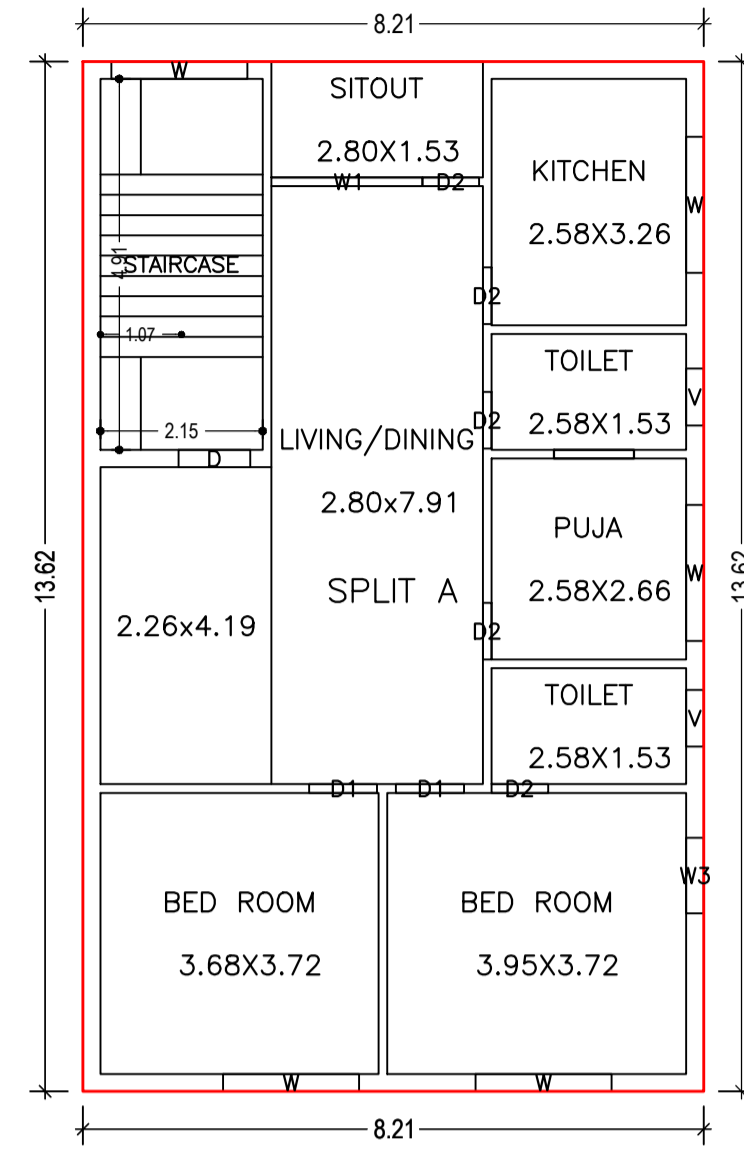 8.21
W
SITOUT
2.80X1.53
W1
D2
KITCHEN
2.58X3.26
W
4.91
STAIRCASE
D2
1.07
TOILET
2.58X1.53
V
D2
2.15
LIVING/DINING
2.80x7.91
D
PUJA
2.58X2.66
W
13.62
13.62
SPLIT A
2.26x4.19
D2
TOILET
2.58X1.53
V
D1
D1
D2
W3
BED ROOM
3.68X3.72
BED ROOM
3.95X3.72
W
W
8.21